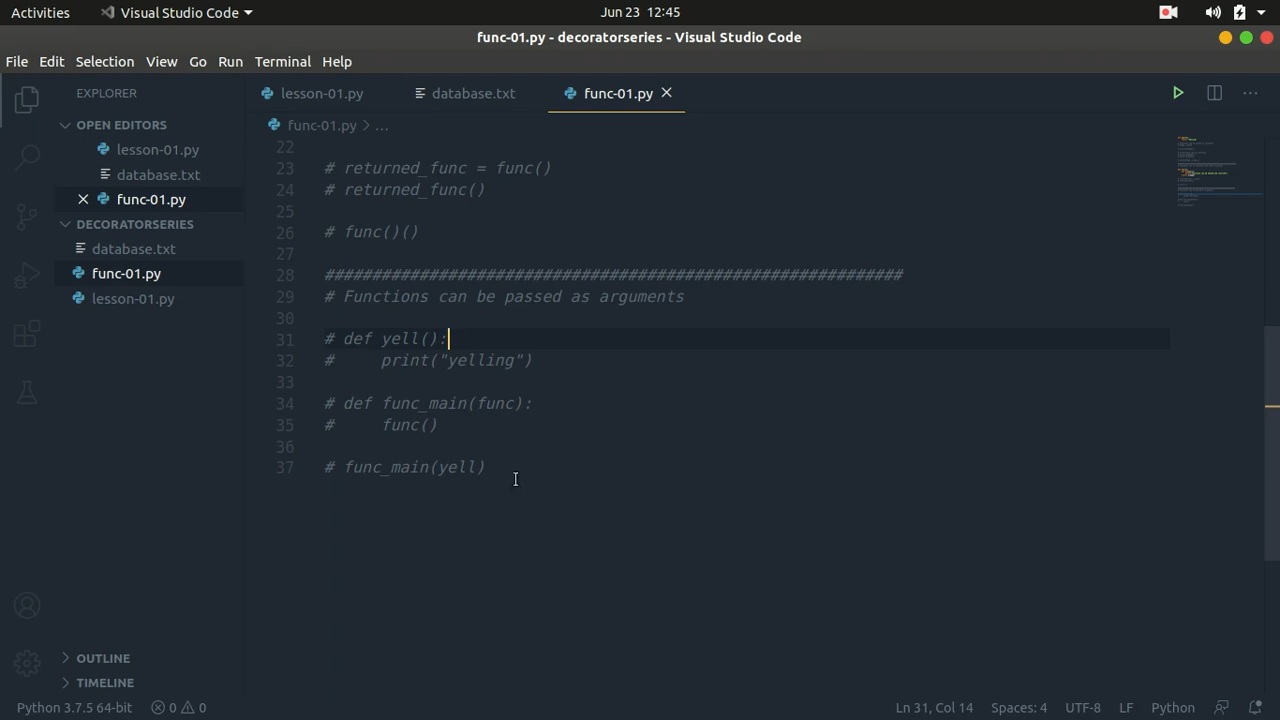 Activities Visual Studio Code Jun 23 12:45
func-01.py - decoratorseries - Visual Studio Code
File Edit Selection View Go Run Terminal Help
EXPLORER lesson-01.py database.txt func-01.py
OPEN EDITORS
lesson-01.py
database.txt
func-01.py
DECORATORSERIES
database.txt
func-01.py
lesson-01.py
OUTLINE
TIMELINE
func-01.py > ...
22
23 # returned_func = func()
24 # returned_func()
25
26 # func()()
27
28 #############################################################
29 # Functions can be passed as arguments
30
31 # def yell():
32 #     print("yelling")
33
34 # def func_main(func):
35 #     func()
36
37 # func_main(yell)
Python 3.7.5 64-bit 0 0 Ln 31, Col 14 Spaces: 4 UTF-8 LF Python